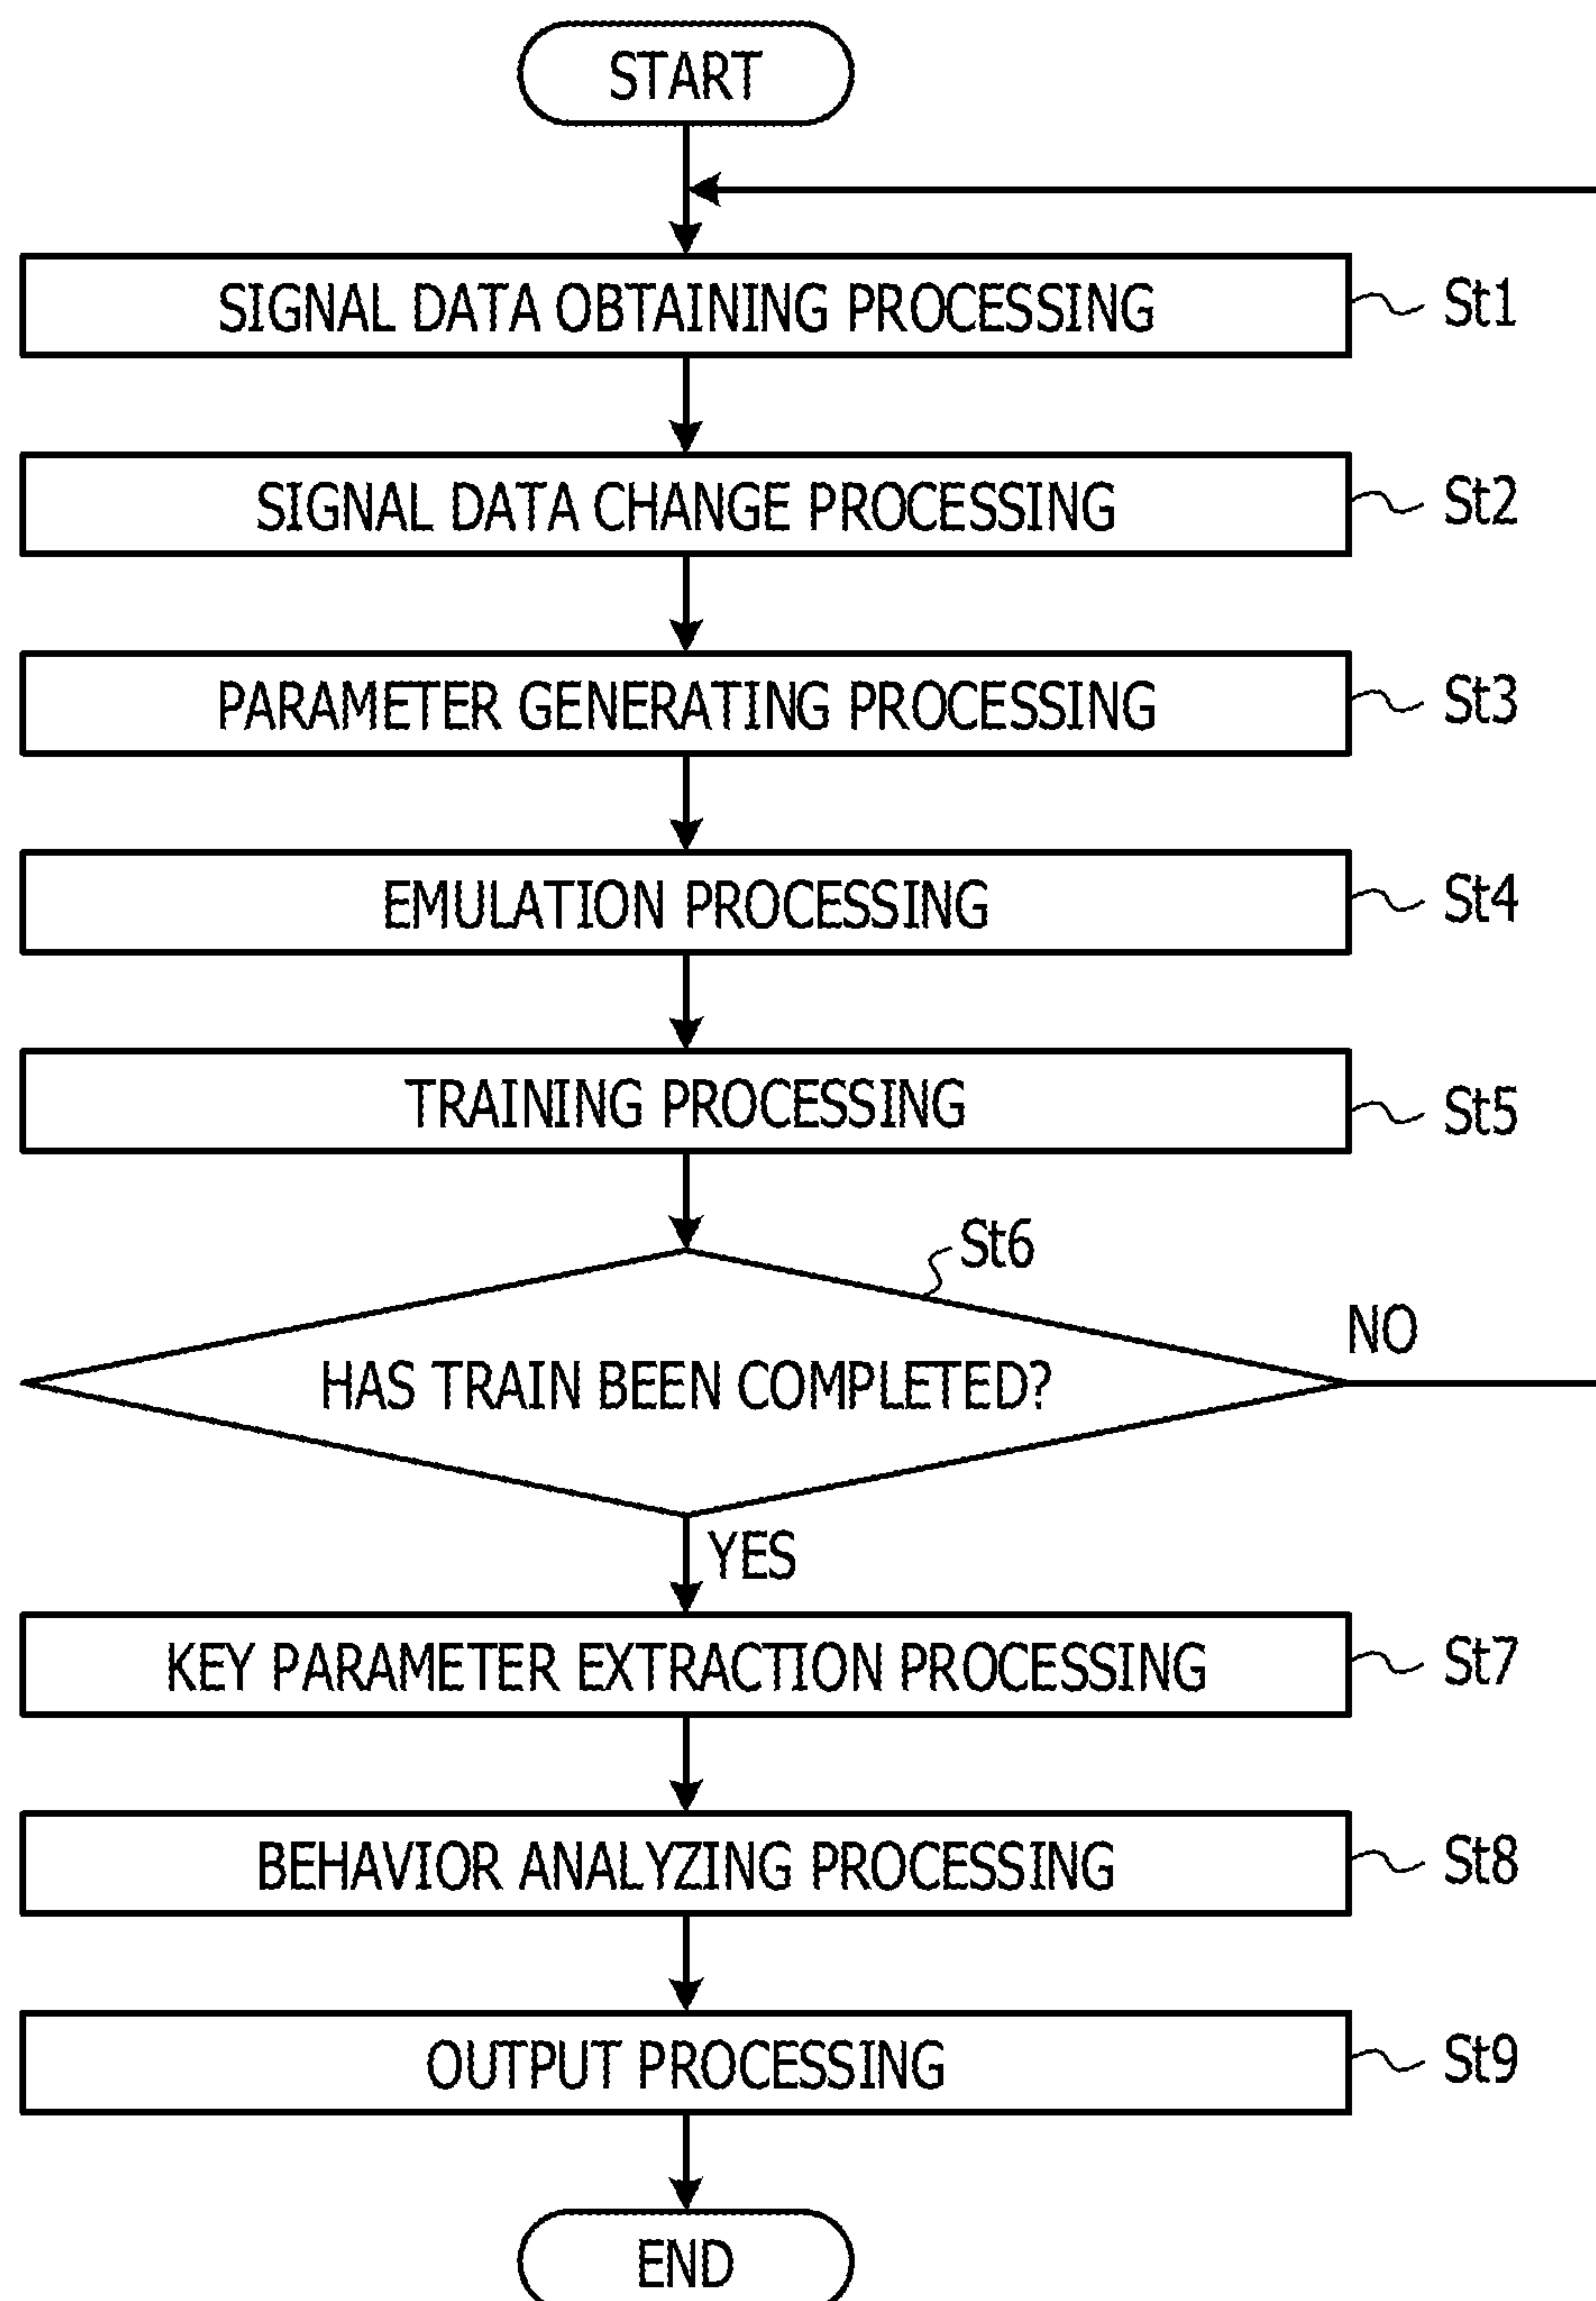 START
SIGNAL DATA OBTAINING PROCESSING
St1
SIGNAL DATA CHANGE PROCESSING
St2
PARAMETER GENERATING PROCESSING
St3
EMULATION PROCESSING
St4
TRAINING PROCESSING
St5
St6
NO
HAS TRAIN BEEN COMPLETED?
YES
KEY PARAMETER EXTRACTION PROCESSING
St7
BEHAVIOR ANALYZING PROCESSING
St8
OUTPUT PROCESSING
St9
END